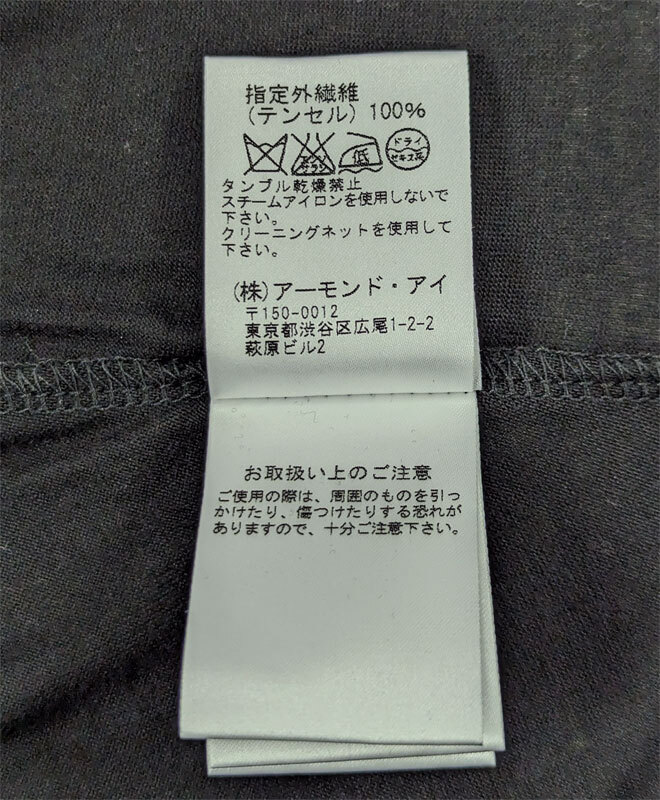 指定外繊維
(テンセル) 100%
エンソ サラシ 低 ドライ セキユ系
タンブル乾燥禁止
スチームアイロンを使用しないで
下さい。
クリーニングネットを使用して
下さい。
(株)アーモンド・アイ
〒150-0012
東京都渋谷区広尾1-2-2
萩原ビル2
お取扱い上のご注意
ご使用の際は、周囲のものを引っ
かけたり、傷つけたりする恐れが
ありますので、十分ご注意下さい。